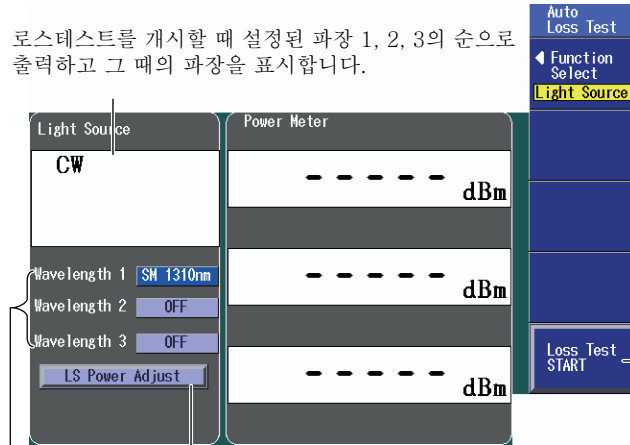 로스테스트를 개시할 때 설정된 파장 1, 2, 3의 순으로
출력하고 그 때의 파장을 표시합니다.
Auto
Loss Test
Function
Select
Light Source
Light Source
CW
Wavelength 1 SM 1310nm
Wavelength 2 OFF
Wavelength 3 OFF
LS Power Adjust
Power Meter
- - - - - dBm
- - - - - dBm
- - - - - dBm
Loss Test
START